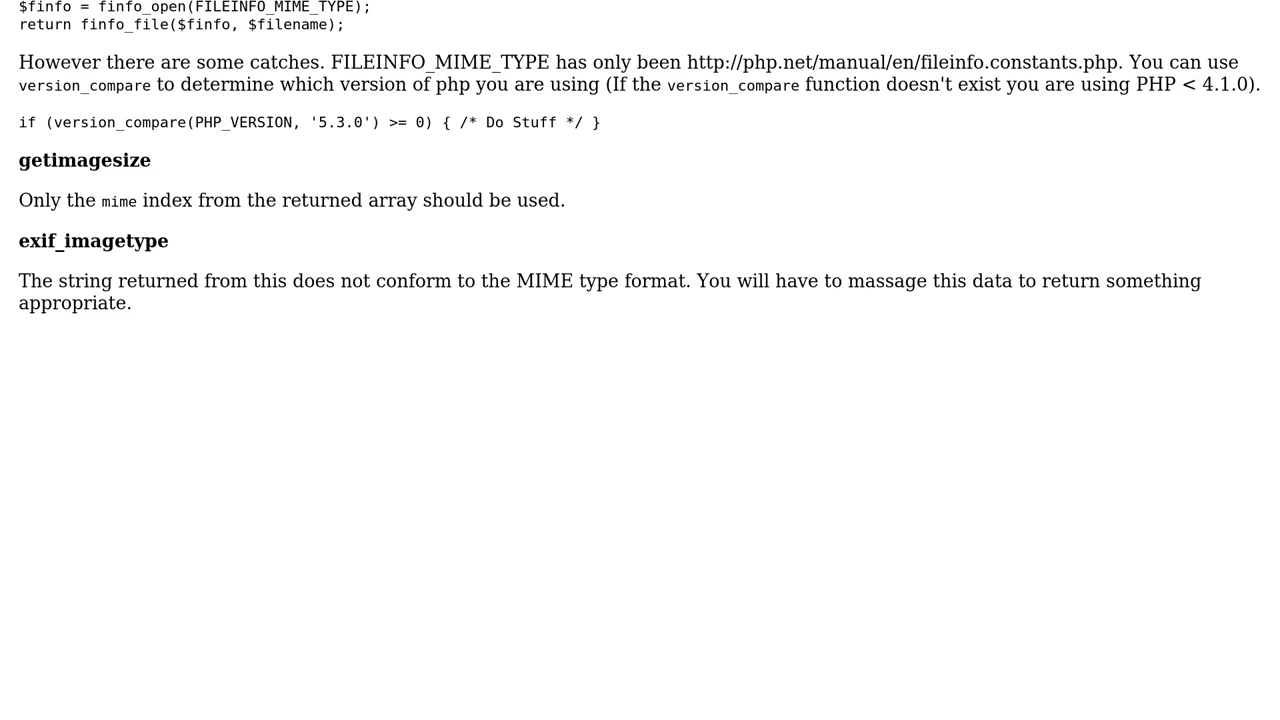 $finfo = finfo_open(FILEINFO_MIME_TYPE);
return finfo_file($finfo, $filename);
However there are some catches. FILEINFO_MIME_TYPE has only been http://php.net/manual/en/fileinfo.constants.php. You can use
version_compare to determine which version of php you are using (If the version_compare function doesn't exist you are using PHP < 4.1.0).
if (version_compare(PHP_VERSION, '5.3.0') >= 0) { /* Do Stuff */ }
getimagesize
Only the mime index from the returned array should be used.
exif_imagetype
The string returned from this does not conform to the MIME type format. You will have to massage this data to return something
appropriate.